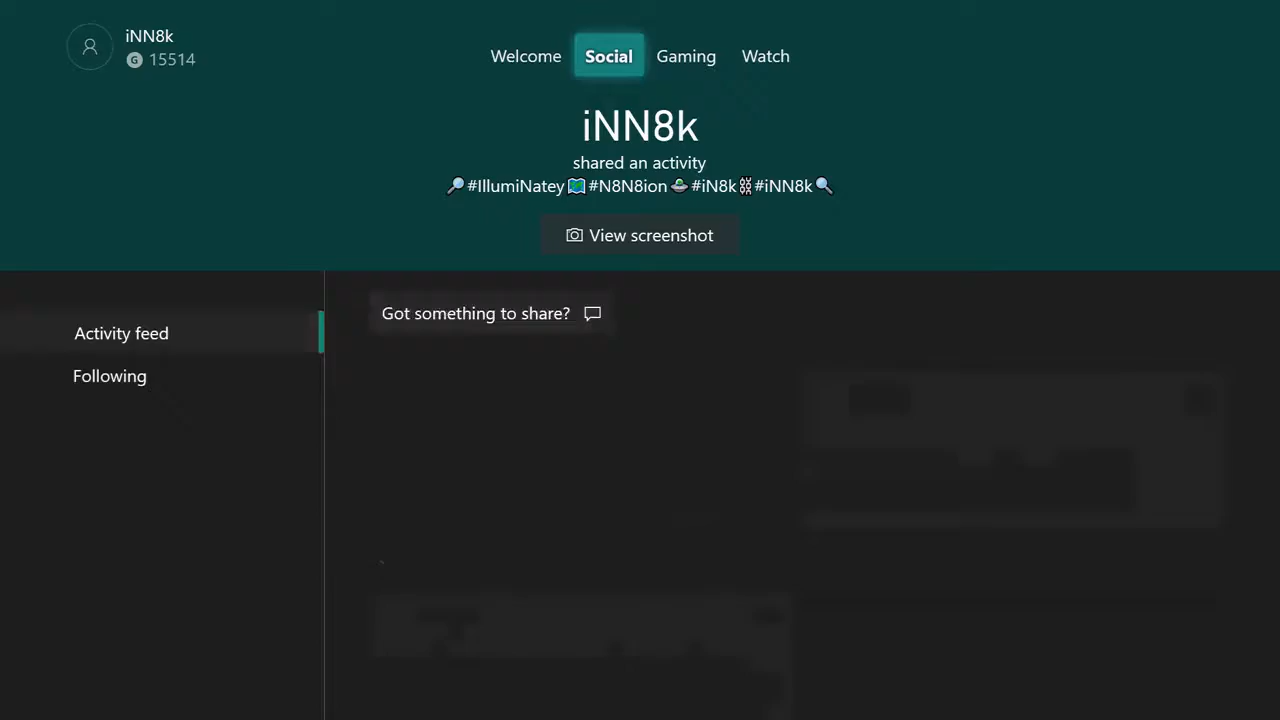 iNN8k
G 15514
Welcome Social Gaming Watch
iNN8k
shared an activity
🔎#IllumiNatey🗺️#N8N8ion🛸#iN8k⛓️#iNN8k🔍
View screenshot
Got something to share?
Activity feed
Following